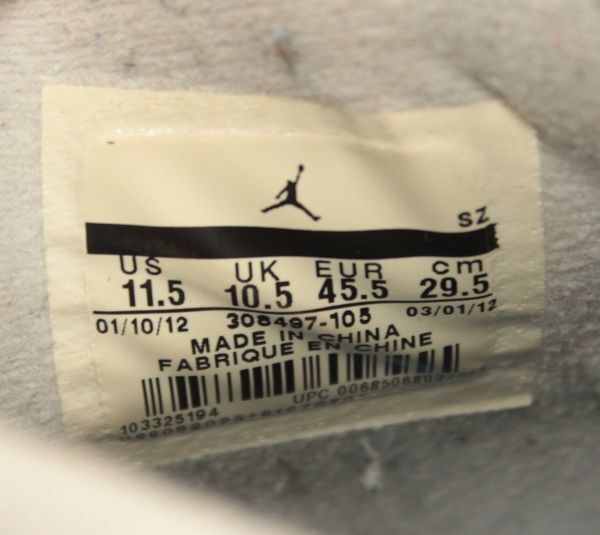 SZ
US UK EUR cm
11.5 10.5 45.5 29.5
01/10/12 308497-105 03/01/12
MADE IN CHINA
FABRIQUE EN CHINE
UPC
103325194